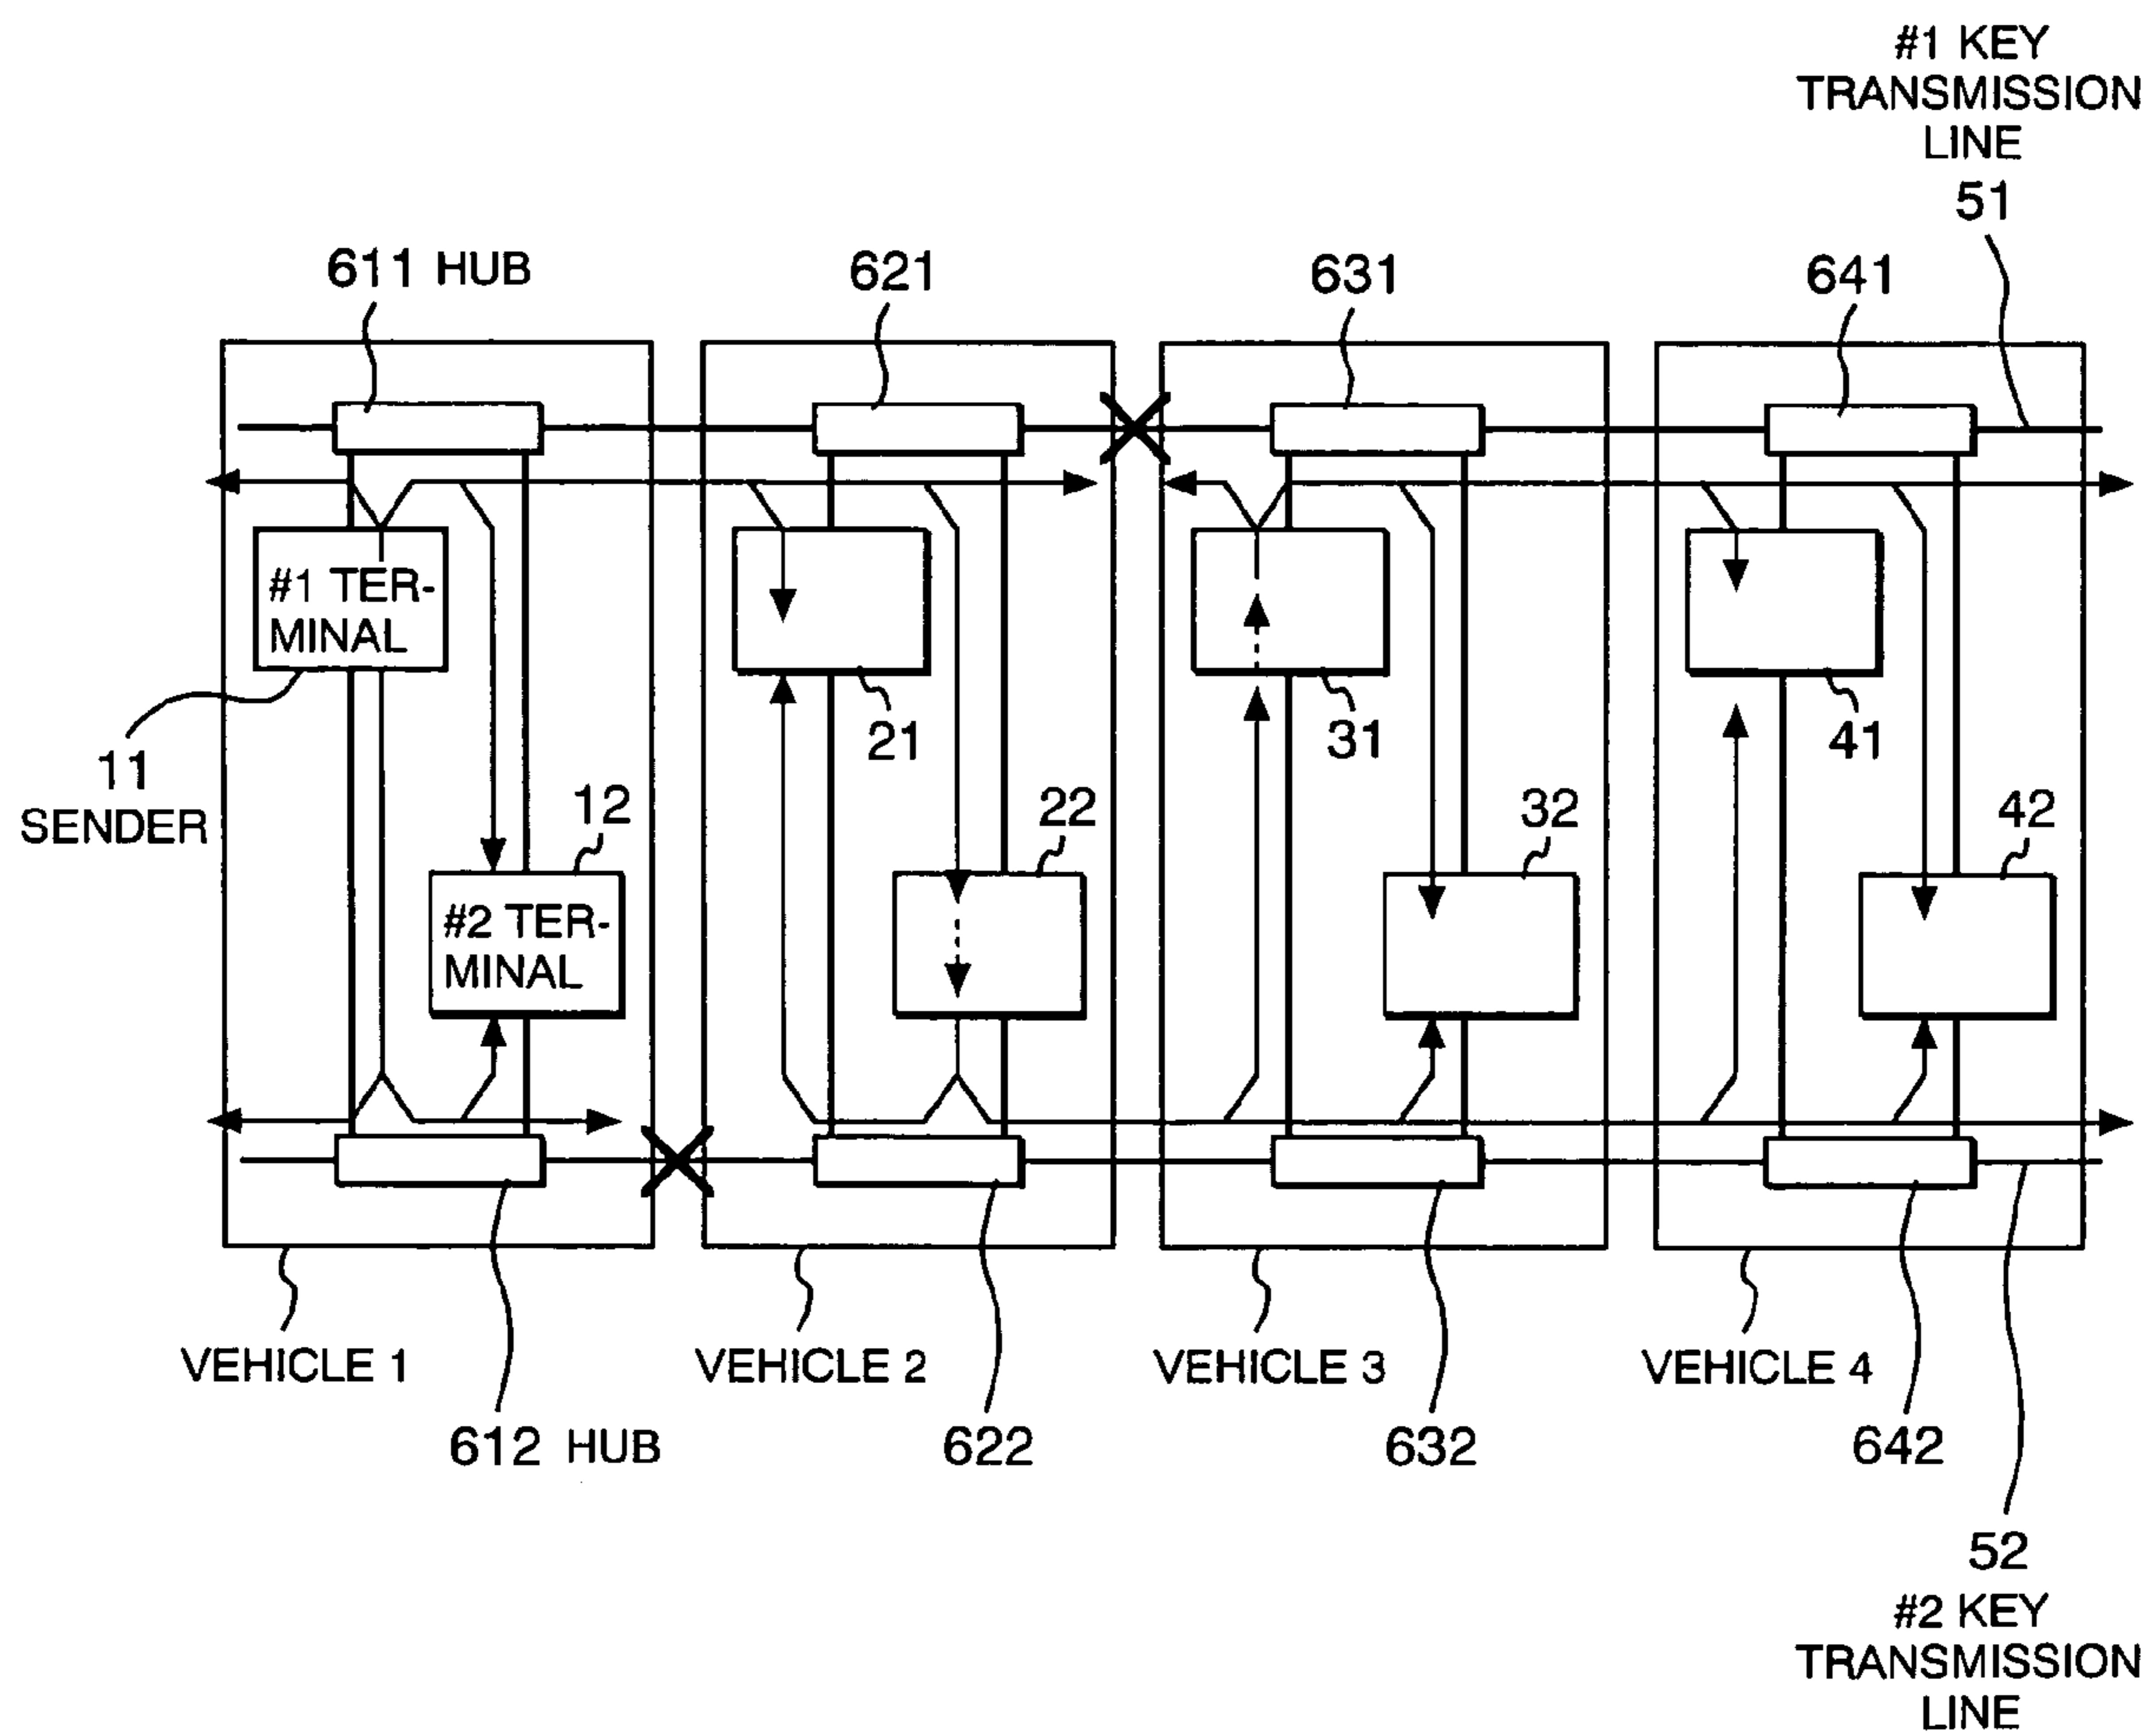 #1 KEY
TRANSMISSION
LINE
51
611 HUB
621
631
641
#1 TER-
MINAL
21
31
41
11
SENDER
12
22
32
42
#2 TER-
MINAL
VEHICLE 1
VEHICLE 2
VEHICLE 3
VEHICLE 4
612 HUB
622
632
642
52
#2 KEY
TRANSMISSION
LINE